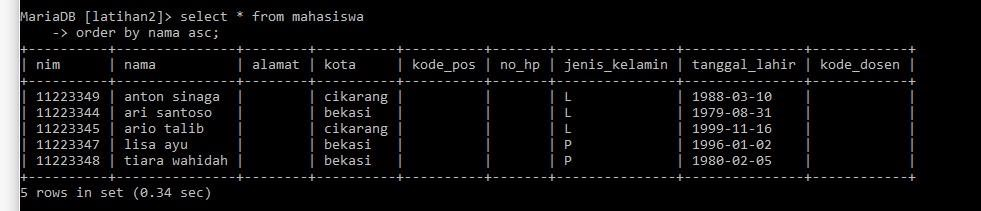 MariaDB [latihan2]> select * from mahasiswa
    -> order by nama asc;
+----------+---------------+--------+----------+----------+-------+---------------+---------------+------------+
| nim      | nama          | alamat | kota     | kode_pos | no_hp | jenis_kelamin | tanggal_lahir | kode_dosen |
+----------+---------------+--------+----------+----------+-------+---------------+---------------+------------+
| 11223349 | anton sinaga  |        | cikarang |          |       | L             | 1988-03-10    |            |
| 11223344 | ari santoso   |        | bekasi   |          |       | L             | 1979-08-31    |            |
| 11223345 | ario talib    |        | cikarang |          |       | L             | 1999-11-16    |            |
| 11223347 | lisa ayu      |        | bekasi   |          |       | P             | 1996-01-02    |            |
| 11223348 | tiara wahidah |        | bekasi   |          |       | P             | 1980-02-05    |            |
+----------+---------------+--------+----------+----------+-------+---------------+---------------+------------+
5 rows in set (0.34 sec)